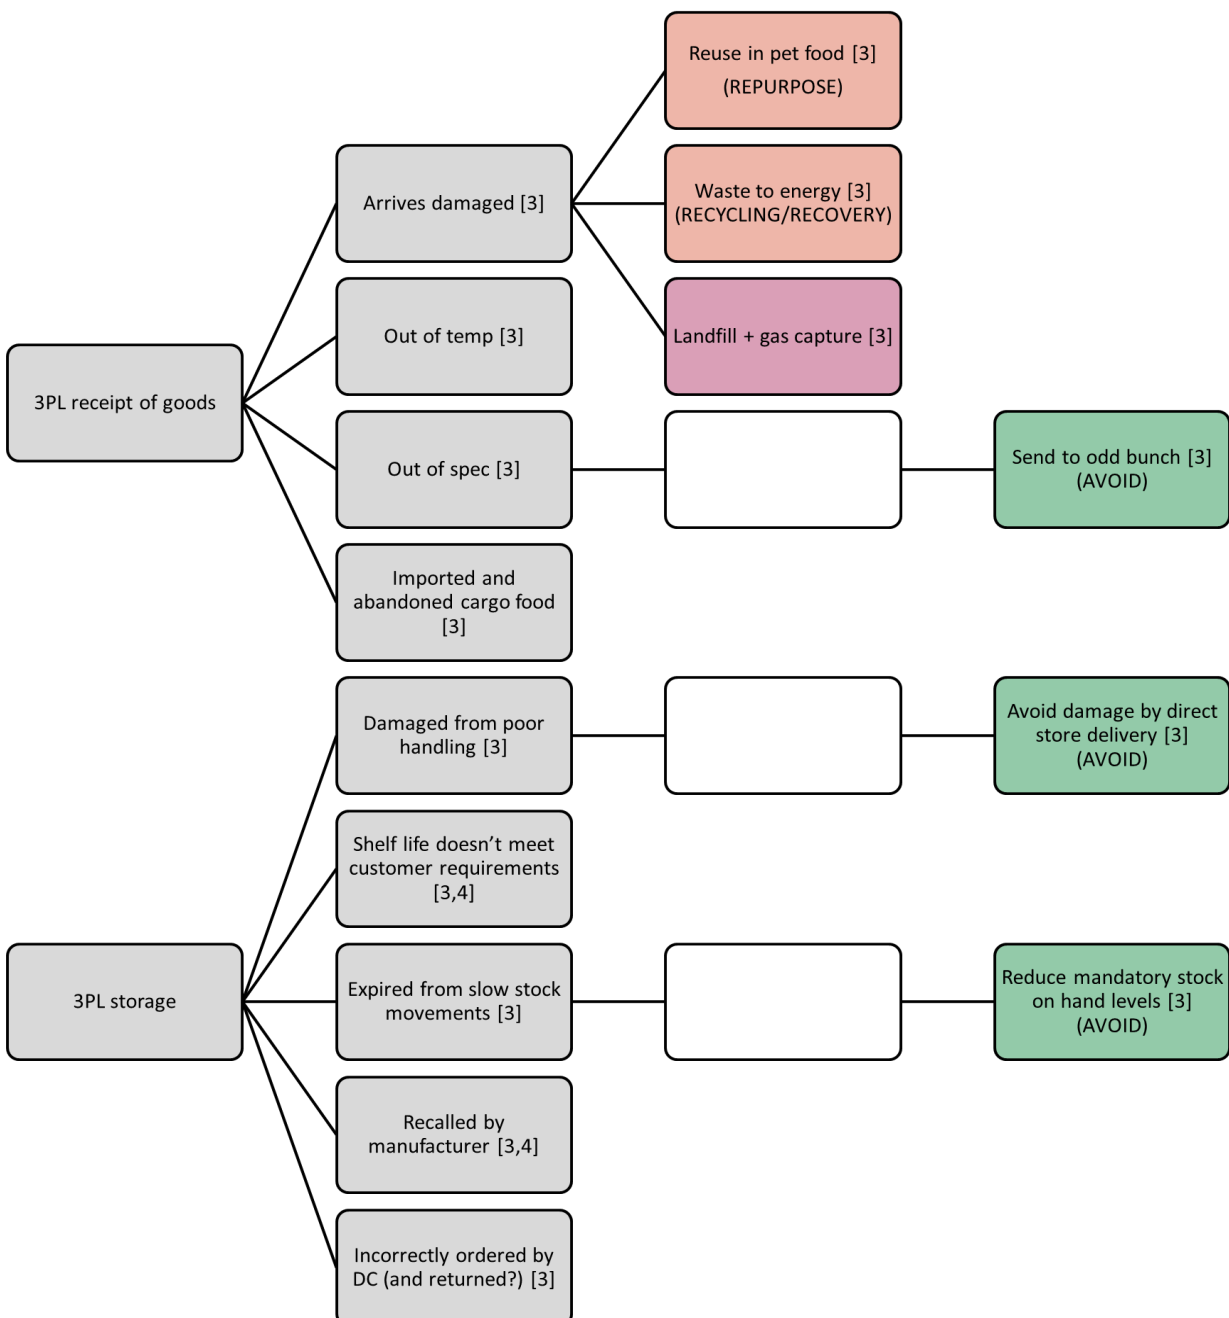 Reuse in pet food [3]
(REPURPOSE)
Arrives damaged [3]
Waste to energy [3]
(RECYCLING/RECOVERY)
Out of temp [3]
Landfill + gas capture [3]
3PL receipt of goods
Out of spec [3]
Send to odd bunch [3]
(AVOID)
Imported and
abandoned cargo food
[3]
Damaged from poor
handling [3]
Avoid damage by direct
store delivery [3]
(AVOID)
Shelf life doesn’t meet
customer requirements
[3,4]
3PL storage
Expired from slow stock
movements [3]
Reduce mandatory stock
on hand levels [3]
(AVOID)
Recalled by
manufacturer [3,4]
Incorrectly ordered by
DC (and returned?) [3]